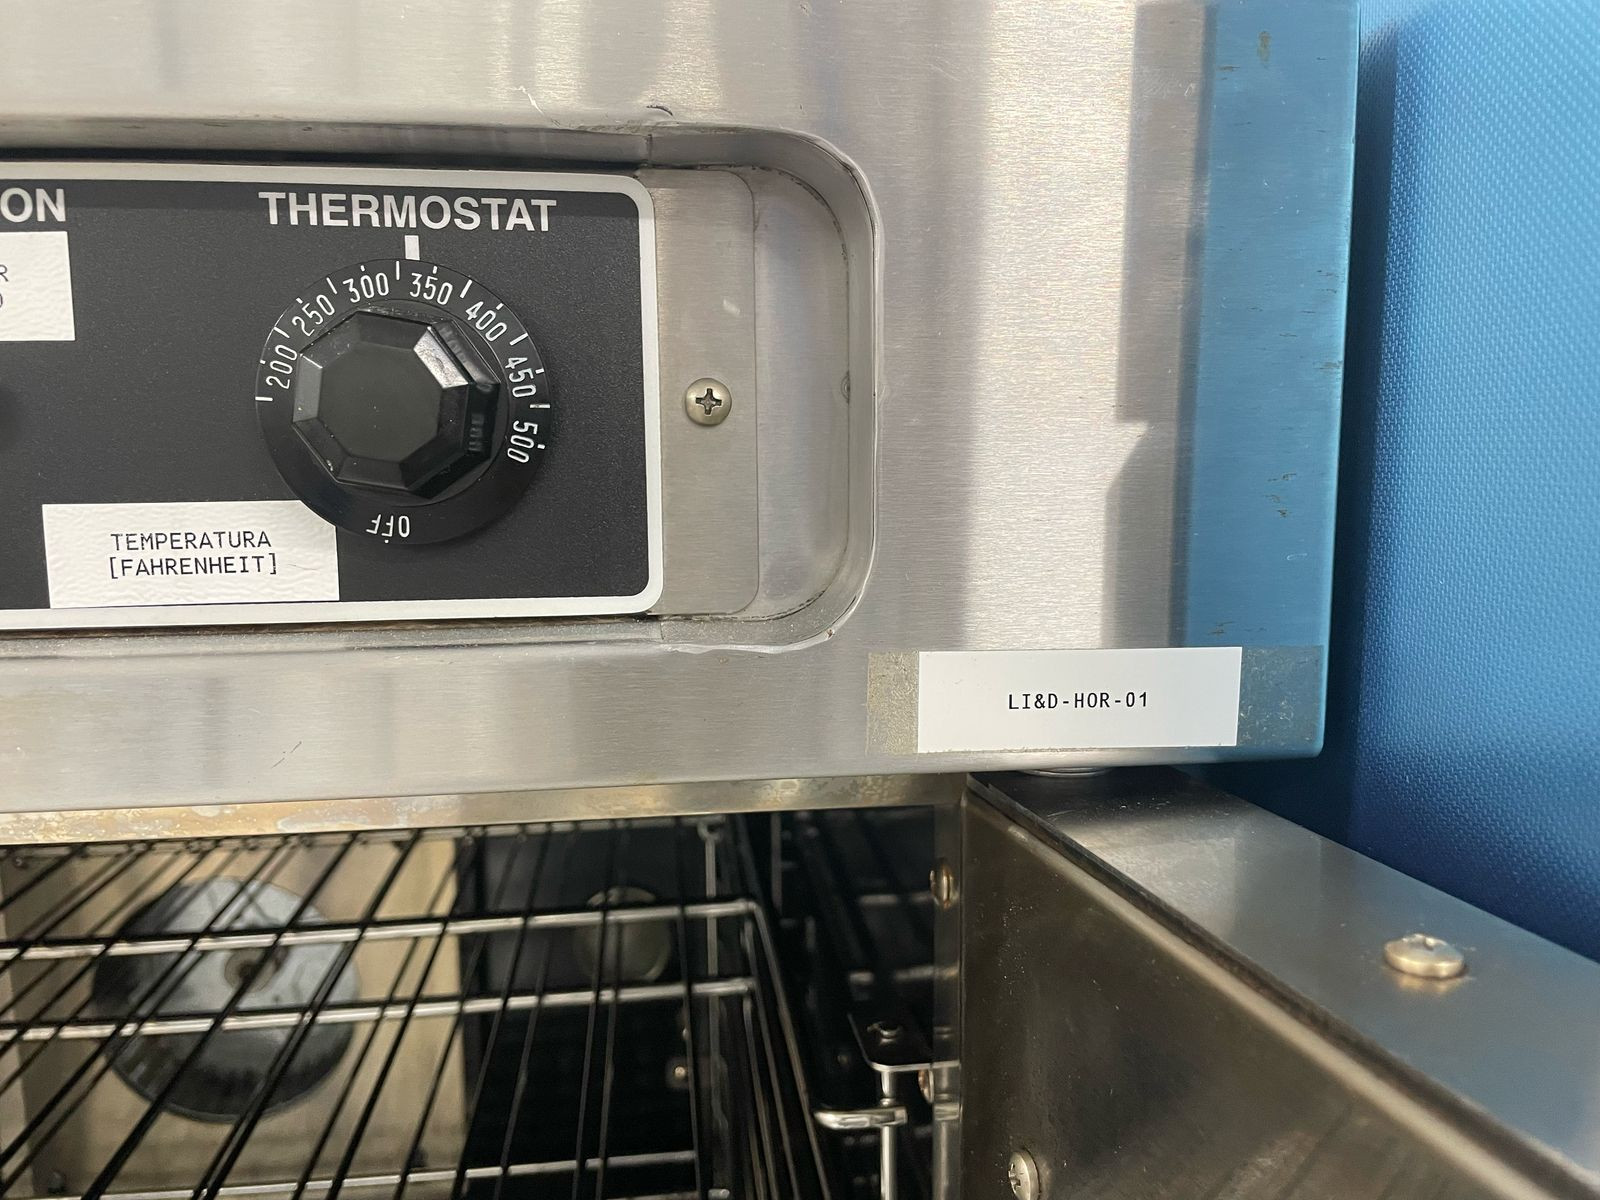 ON
THERMOSTAT
R
200 250 300 350 400 450 500
OFF
TEMPERATURA
[FAHRENHEIT]
LI&D-HOR-01